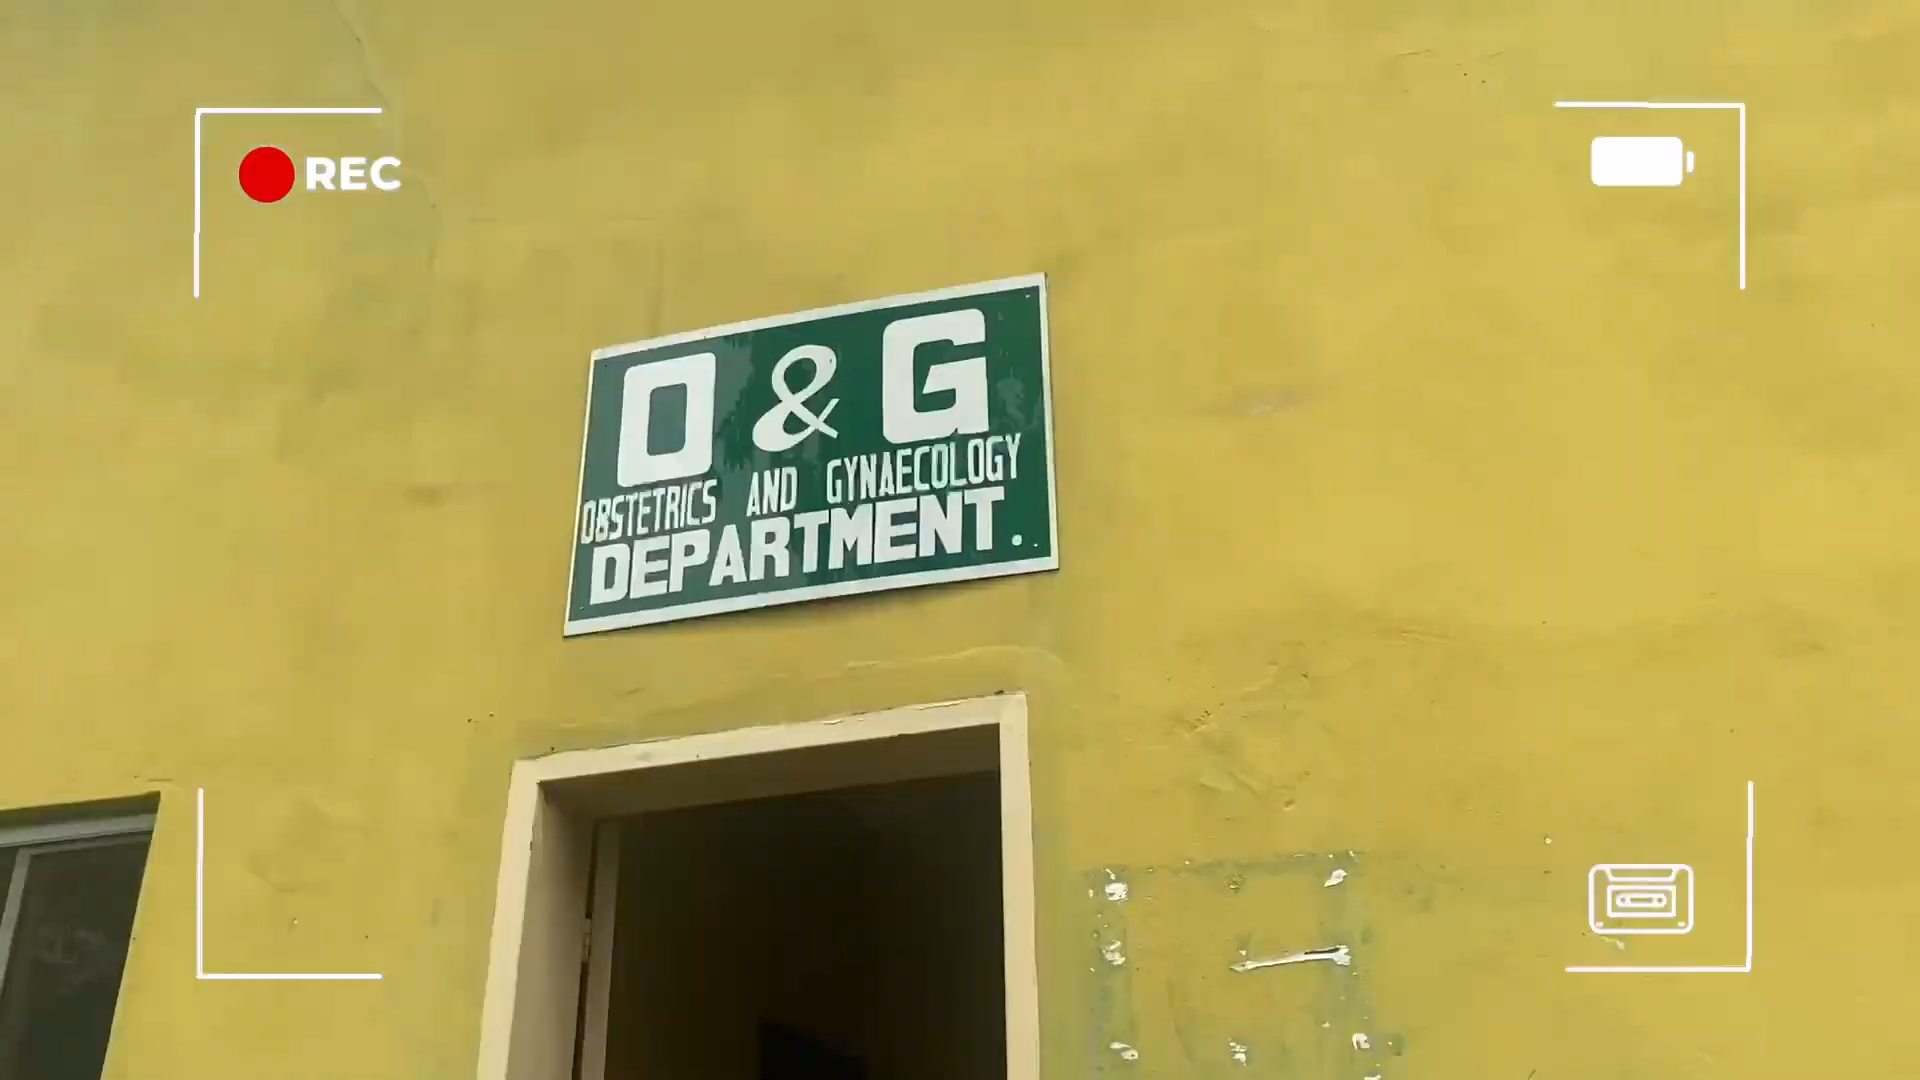 REC
O & G
OBSTETRICS AND GYNAECOLOGY
DEPARTMENT.